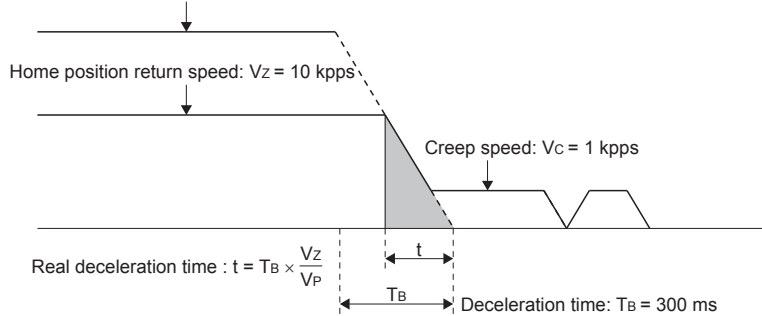 Home position return speed: VZ = 10 kpps
Creep speed: VC = 1 kpps
t
Real deceleration time : t = TB × VZ/VP
TB
Deceleration time: TB = 300 ms